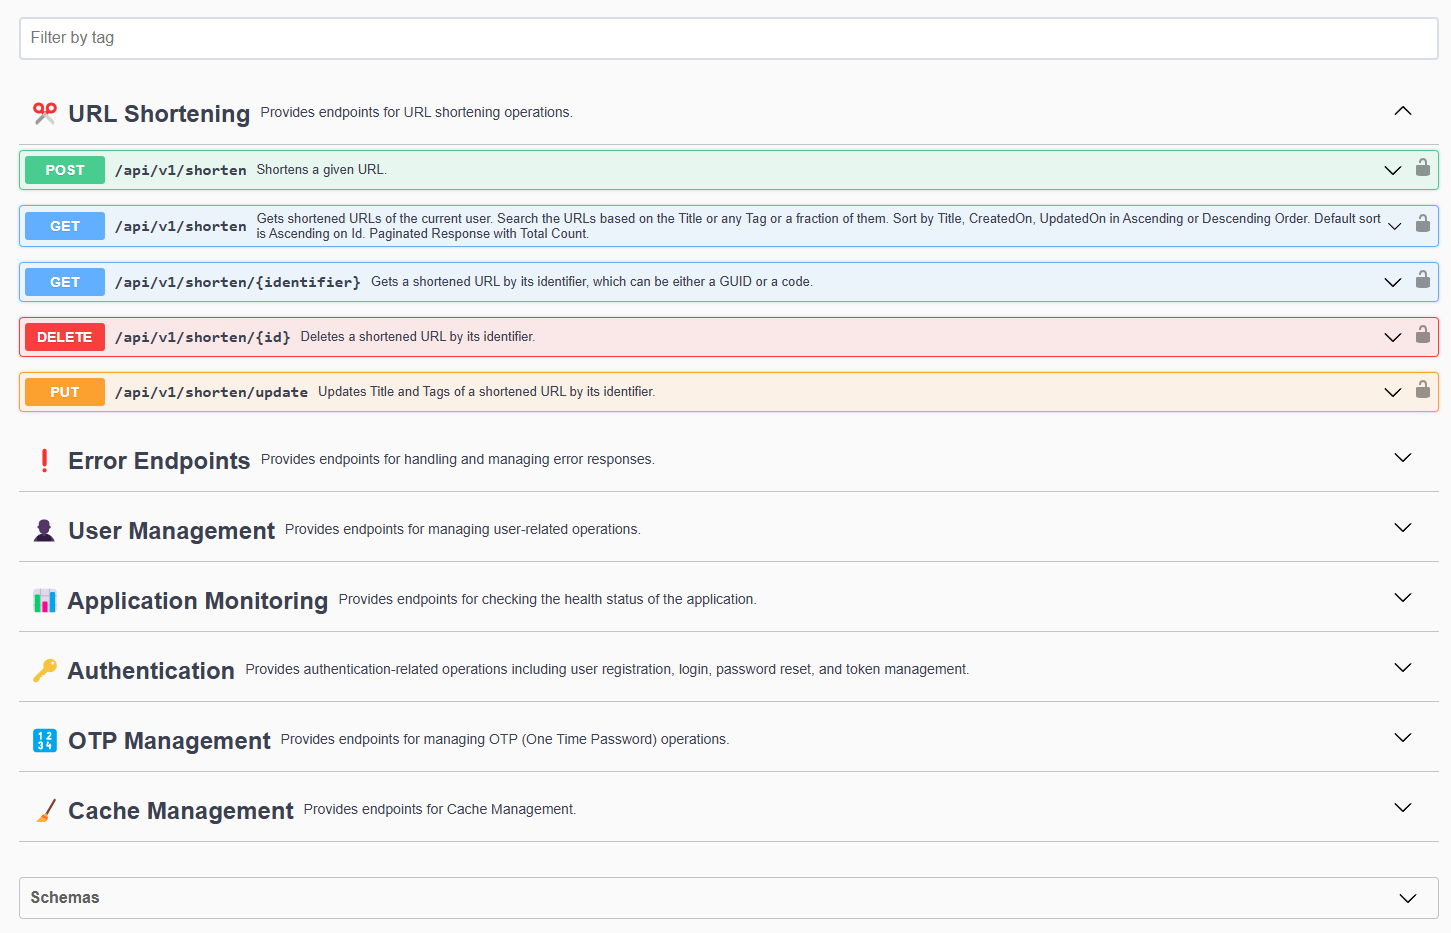 Filter by tag
URL Shortening Provides endpoints for URL shortening operations.
POST /api/v1/shorten Shortens a given URL.
GET /api/v1/shorten Gets shortened URLs of the current user. Search the URLs based on the Title or any Tag or a fraction of them. Sort by Title, CreatedOn, UpdatedOn in Ascending or Descending Order. Default sort
is Ascending on Id. Paginated Response with Total Count.
GET /api/v1/shorten/{identifier} Gets a shortened URL by its identifier, which can be either a GUID or a code.
DELETE /api/v1/shorten/{id} Deletes a shortened URL by its identifier.
PUT /api/v1/shorten/update Updates Title and Tags of a shortened URL by its identifier.
Error Endpoints Provides endpoints for handling and managing error responses.
User Management Provides endpoints for managing user-related operations.
Application Monitoring Provides endpoints for checking the health status of the application.
Authentication Provides authentication-related operations including user registration, login, password reset, and token management.
OTP Management Provides endpoints for managing OTP (One Time Password) operations.
Cache Management Provides endpoints for Cache Management.
Schemas